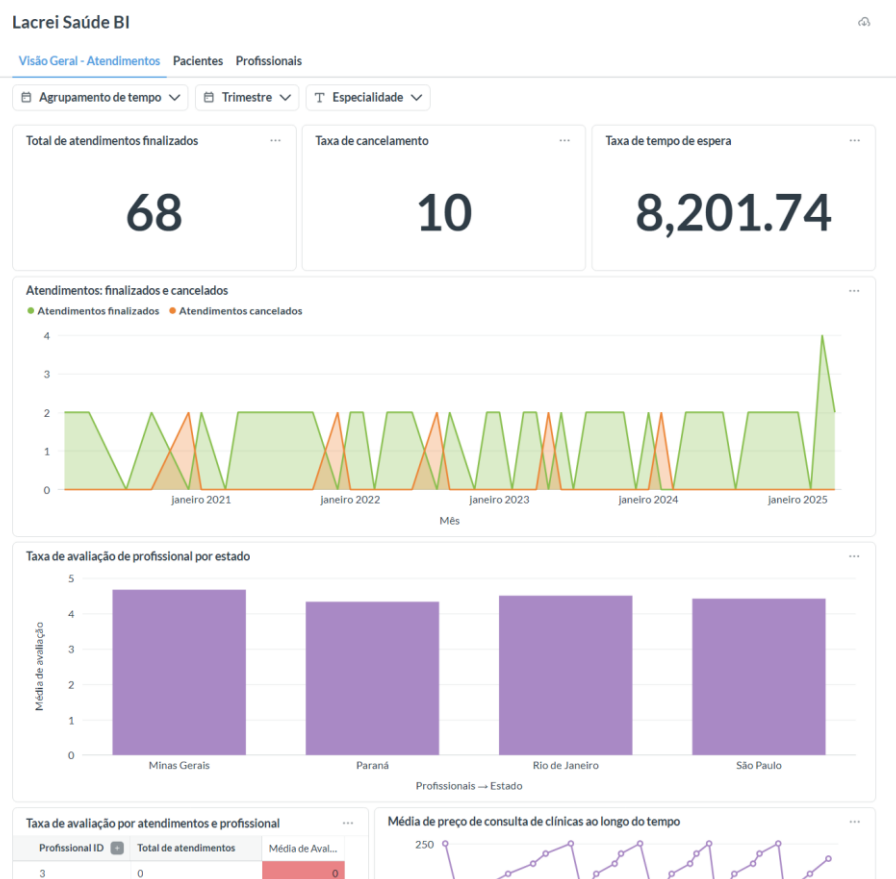 Lacrei Saúde BI
Visão Geral - Atendimentos Pacientes Profissionais
Agrupamento de tempo Trimestre Especialidade
Total de atendimentos finalizados
68
Taxa de cancelamento
10
Taxa de tempo de espera
8,201.74
Atendimentos: finalizados e cancelados
Atendimentos finalizados Atendimentos cancelados
4
3
2
1
0
janeiro 2021 janeiro 2022 janeiro 2023 janeiro 2024 janeiro 2025
Mês
Taxa de avaliação de profissional por estado
Média de avaliação
5
4
3
2
1
0
Minas Gerais Paraná Rio de Janeiro São Paulo
Profissionais → Estado
Taxa de avaliação por atendimentos e profissional
Profissional ID Total de atendimentos Média de Aval...
3 0 0
Média de preço de consulta de clínicas ao longo do tempo
250